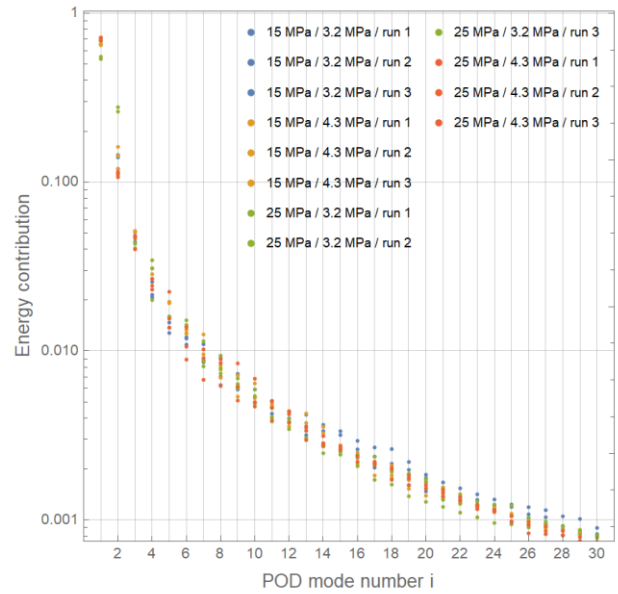 1
0.100
0.010
0.001
Energy contribution
15 MPa / 3.2 MPa / run 1
15 MPa / 3.2 MPa / run 2
15 MPa / 3.2 MPa / run 3
15 MPa / 4.3 MPa / run 1
15 MPa / 4.3 MPa / run 2
15 MPa / 4.3 MPa / run 3
25 MPa / 3.2 MPa / run 1
25 MPa / 3.2 MPa / run 2
25 MPa / 3.2 MPa / run 3
25 MPa / 4.3 MPa / run 1
25 MPa / 4.3 MPa / run 2
25 MPa / 4.3 MPa / run 3
2 4 6 8 10 12 14 16 18 20 22 24 26 28 30
POD mode number i